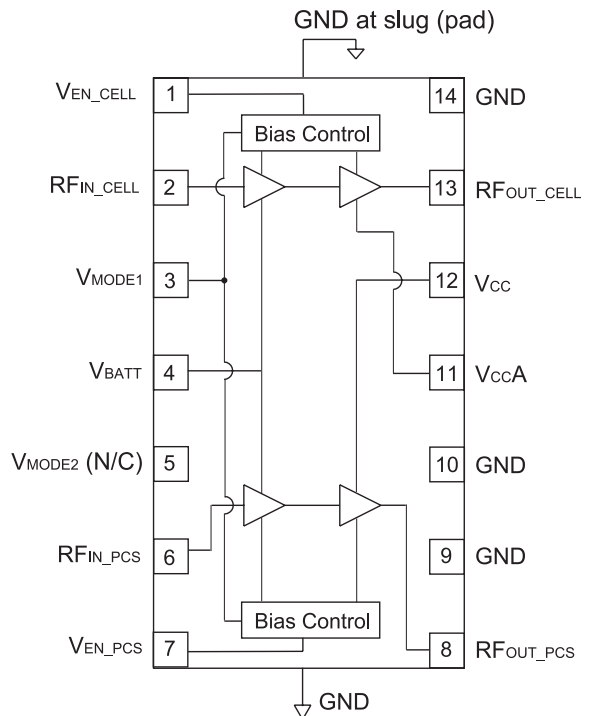 GND at slug (pad)
VEN_CELL 1
14 GND
Bias Control
RFIN_CELL 2
13 RFOUT_CELL
VMODE1 3
12 VCC
VBATT 4
11 VCCA
VMODE2 (N/C) 5
10 GND
RFIN_PCS 6
9 GND
Bias Control
VEN_PCS 7
8 RFOUT_PCS
GND